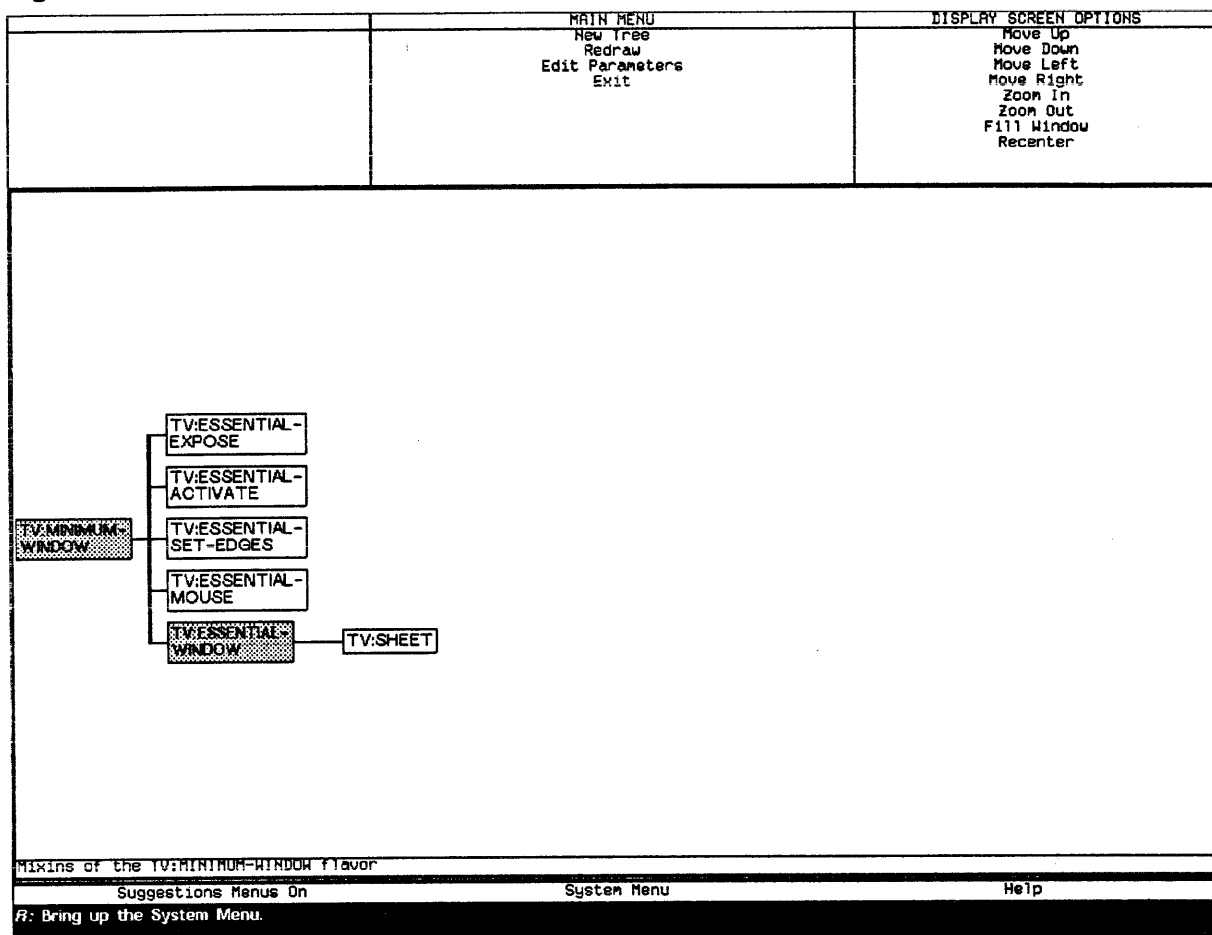 MAIN MENU
New Tree
Redraw
Edit Parameters
Exit
DISPLAY SCREEN OPTIONS
Move Up
Move Down
Move Left
Move Right
Zoom In
Zoom Out
Fill Window
Recenter
TV:ESSENTIAL-
EXPOSE
TV:ESSENTIAL-
ACTIVATE
TV:MINIMUM-
WINDOW
TV:ESSENTIAL-
SET-EDGES
TV:ESSENTIAL-
MOUSE
TV:ESSENTIAL-
WINDOW
TV:SHEET
Mixins of the TV:MINIMUM-WINDOW flavor
Suggestions Menus On
System Menu
Help
R: Bring up the System Menu.